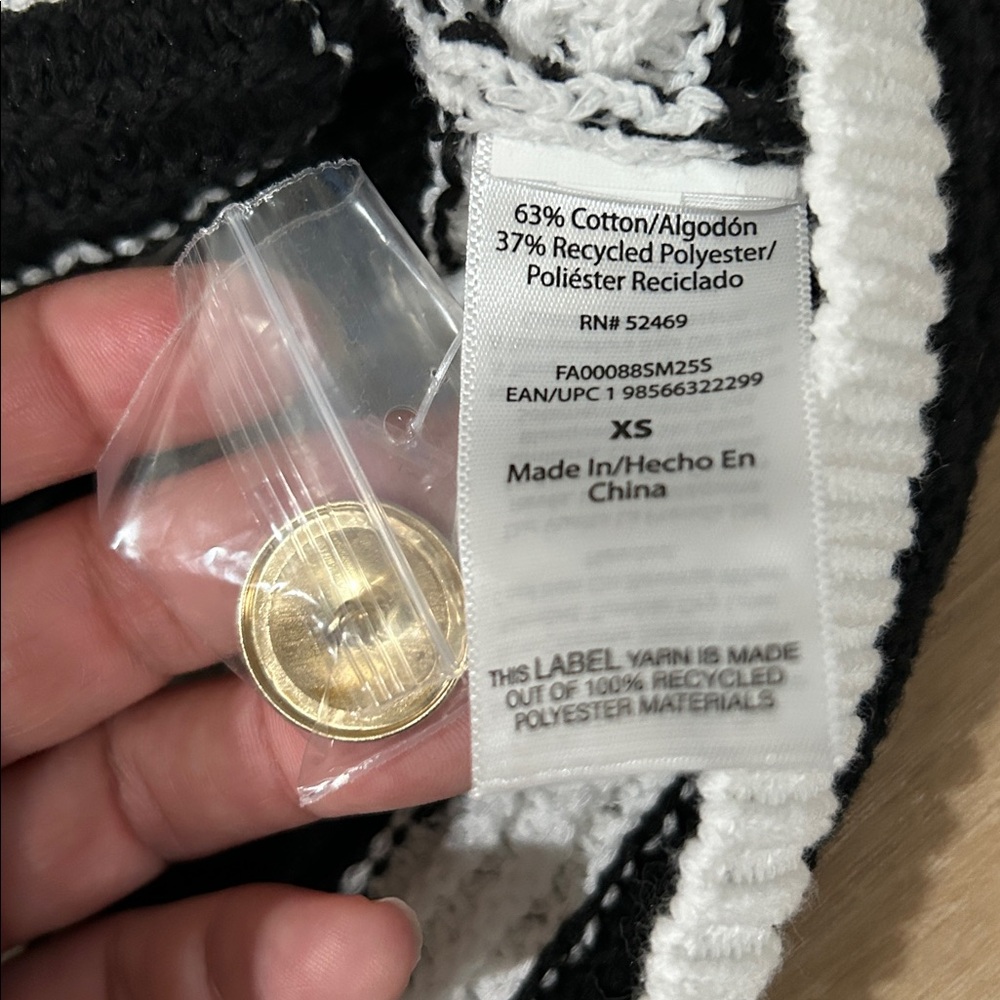 63% Cotton/Algodón
37% Recycled Polyester/
Poliéster Reciclado
RN# 52469
FA00088SM25S
EAN/UPC 1 98566322299
XS
Made In/Hecho En
China
THIS LABEL YARN IS MADE
OUT OF 100% RECYCLED
POLYESTER MATERIALS